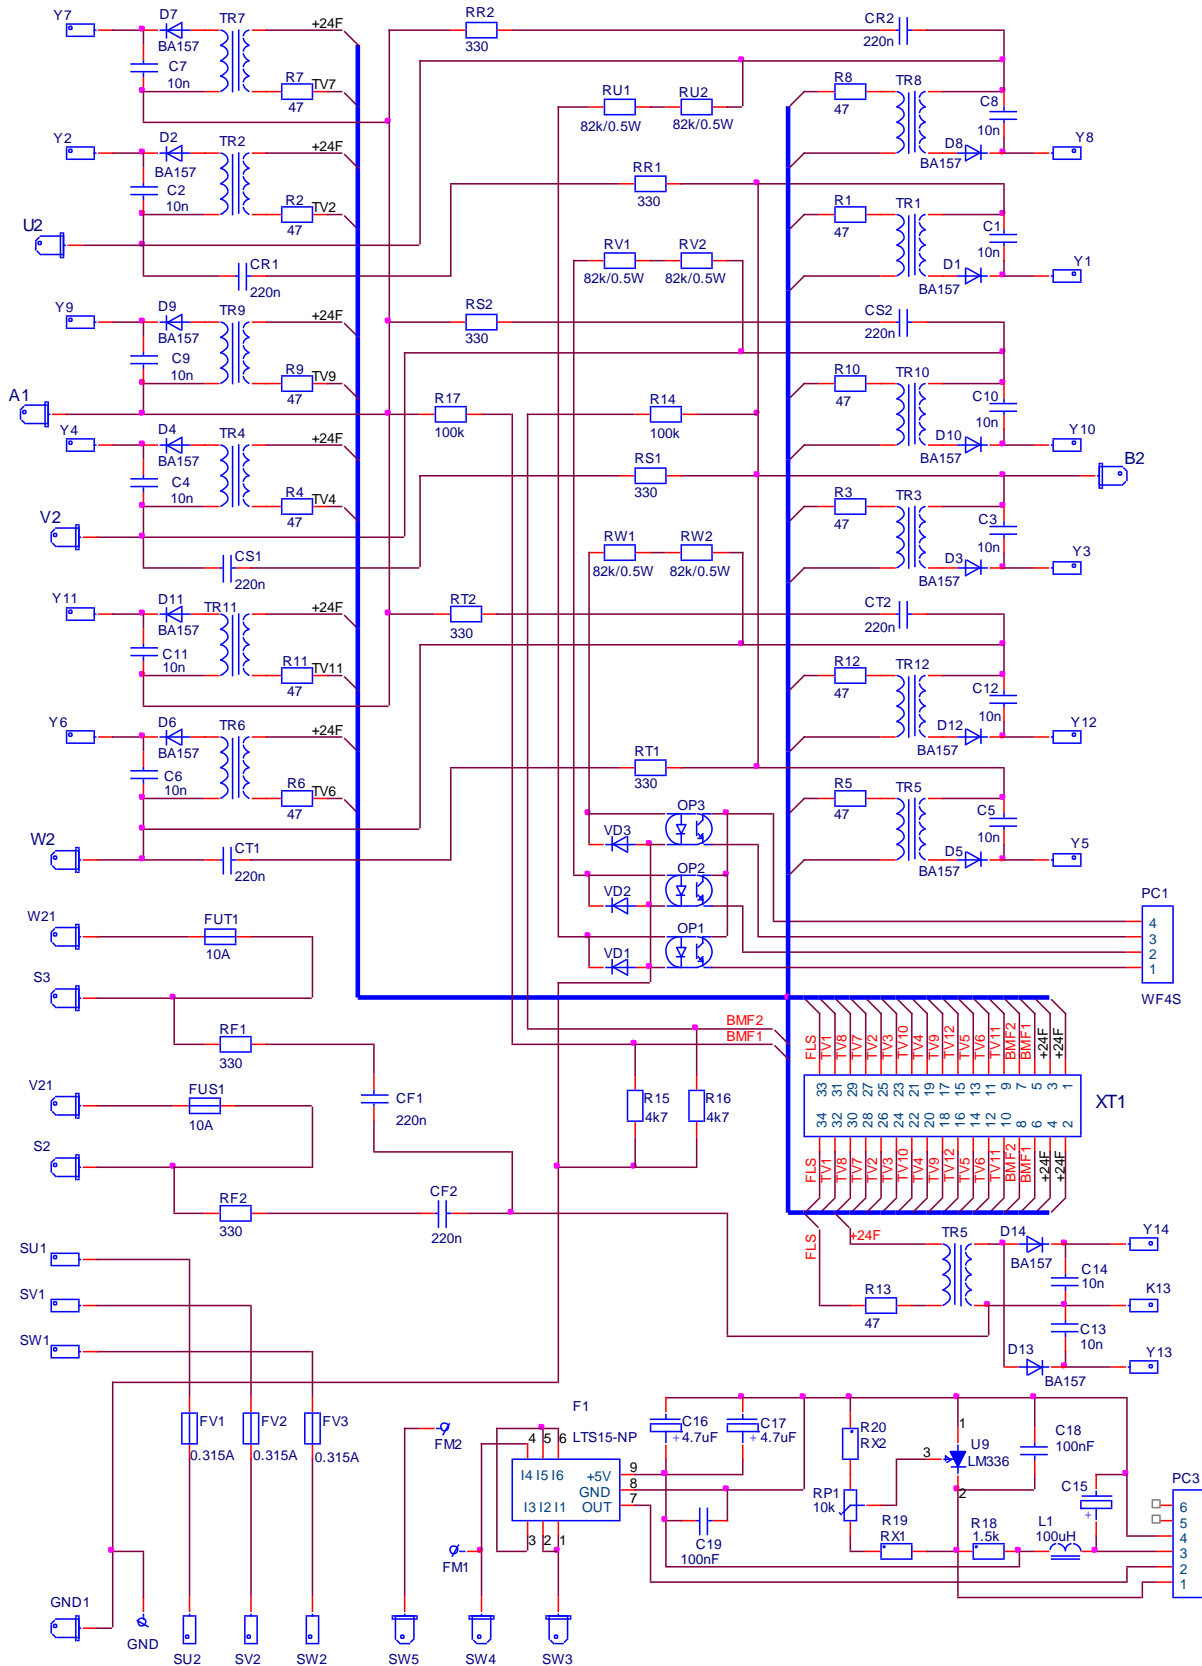 Y7 D7 TR7 +24F RR2 CR2
BA157 330 220n
C7 R7 TV7 R8 TR8 C8
10n 47 RU1 RU2 47 10n
82k/0.5W 82k/0.5W
Y2 D2 TR2 +24F D8 Y8
BA157 RR1 BA157
C2 R2 TV2 330 R1 TR1 C1
10n 47 47 10n
U2 RV1 RV2
CR1 82k/0.5W 82k/0.5W D1 Y1
220n BA157
Y9 D9 TR9 +24F RS2 CS2
BA157 330 220n
C9 R9 TV9 R10 TR10 C10
10n 47 47 10n
A1 R17 R14
Y4 D4 TR4 +24F 100k 100k D10 Y10
BA157 BA157
C4 R4 TV4 RS1 R3 TR3 C3 B2
10n 47 330 47 10n
V2 RW1 RW2
CS1 82k/0.5W 82k/0.5W D3 Y3
220n BA157
Y11 D11 TR11 +24F RT2 CT2
BA157 330 220n
C11 R11 TV11 R12 TR12 C12
10n 47 47 10n
Y6 D6 TR6 +24F D12 Y12
BA157 RT1 BA157
C6 R6 TV6 330 R5 TR5 C5
10n 47 47 10n
OP3
VD3
W2 CT1 D5 Y5
220n OP2 BA157
VD2 PC1
W21 FUT1 OP1 4
10A VD1 3
2
1
S3 WF4S
RF1 BMF2
330 BMF1
FLS TV1 TV8 TV7 TV2 TV3 TV10 TV4 TV9 TV12 TV5 TV6 TV11 BMF2 BMF1 +24F +24F
33 31 29 27 25 23 21 19 17 15 13 11 9 7 5 3 1
34 32 30 28 26 24 22 20 18 16 14 12 10 8 6 4 2
XT1
FLS TV1 TV8 TV7 TV2 TV3 TV10 TV4 TV9 TV12 TV5 TV6 TV11 BMF2 BMF1 +24F +24F
V21 FUS1 CF1 R15 R16
10A 220n 4k7 4k7
S2
RF2 CF2
330 220n
SU1 FLS +24F TR5 D14 Y14
BA157
SV1 R13 C14 K13
47 10n
SW1 C13
10n
D13 Y13
BA157
FV1 FV2 FV3
0.315A 0.315A 0.315A
FM2
F1
LTS15-NP
4 5 6
I4 I5 I6
+5V 9
GND 8
OUT 7
I3 I2 I1
3 2 1
C16 C17
+ 4.7uF + 4.7uF
R20
RX2
1
3 U9
LM336
2
C18
100nF
C15
+
PC3
6
5
4
3
2
1
RP1
10k
C19
100nF
R19
RX1
R18
1.5k
L1
100uH
FM1
GND1
GND
SU2 SV2 SW2 SW5 SW4 SW3